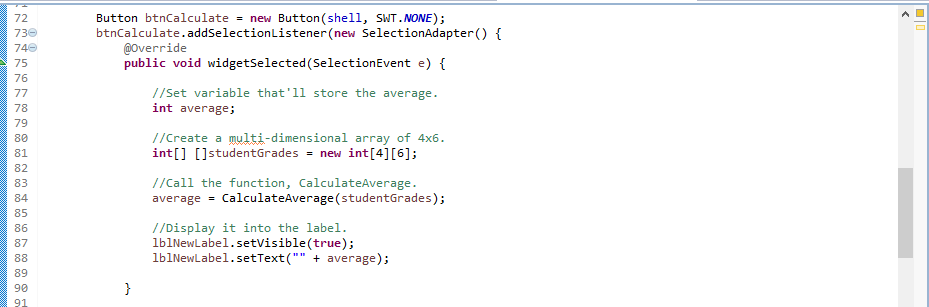 71
72 Button btnCalculate = new Button(shell, SWT.NONE);
73 btnCalculate.addSelectionListener(new SelectionAdapter() {
74 @Override
75 public void widgetSelected(SelectionEvent e) {
76
77 //Set variable that'll store the average.
78 int average;
79
80 //Create a multi-dimensional array of 4x6.
81 int[] []studentGrades = new int[4][6];
82
83 //Call the function, CalculateAverage.
84 average = CalculateAverage(studentGrades);
85
86 //Display it into the label.
87 lblNewLabel.setVisible(true);
88 lblNewLabel.setText("" + average);
89
90 }
91